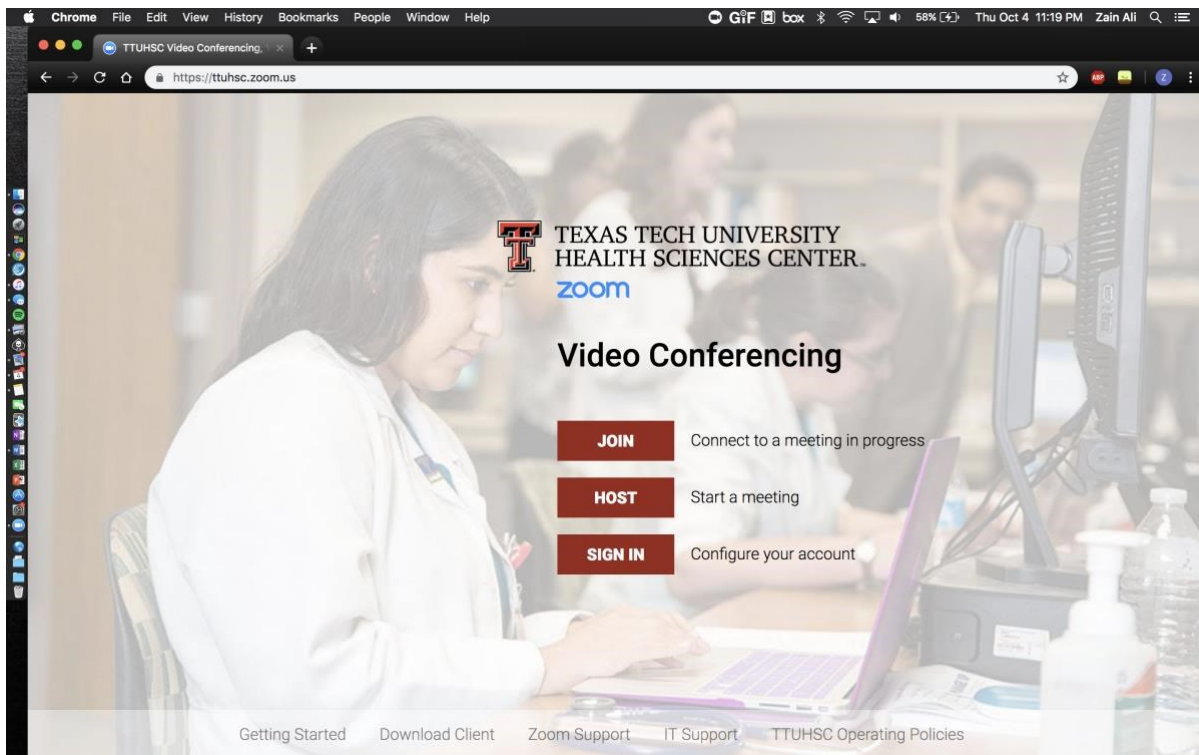 Chrome File Edit View History Bookmarks People Window Help GiF box 58% Thu Oct 4 11:19 PM Zain Ali
TTUHSC Video Conferencing,
https://ttuhsc.zoom.us ABP Z
TEXAS TECH UNIVERSITY
HEALTH SCIENCES CENTER.
zoom
Video Conferencing
JOIN Connect to a meeting in progress
HOST Start a meeting
SIGN IN Configure your account
Getting Started Download Client Zoom Support IT Support TTUHSC Operating Policies